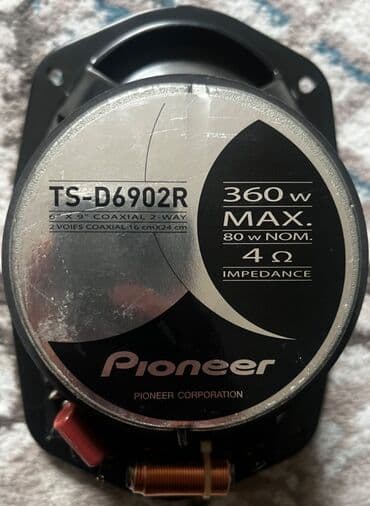 TS-D6902R
6" X 9" COAXIAL 2-WAY
2 VOIES COAXIAL 16 cmX24 cm
360 w
MAX.
80 w NOM.
4 Ω
IMPEDANCE
Pioneer
PIONEER CORPORATION